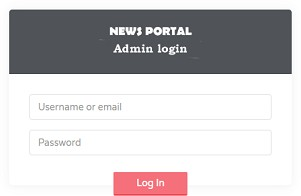 NEWS PORTAL
Admin login
Username or email
Password
Log In